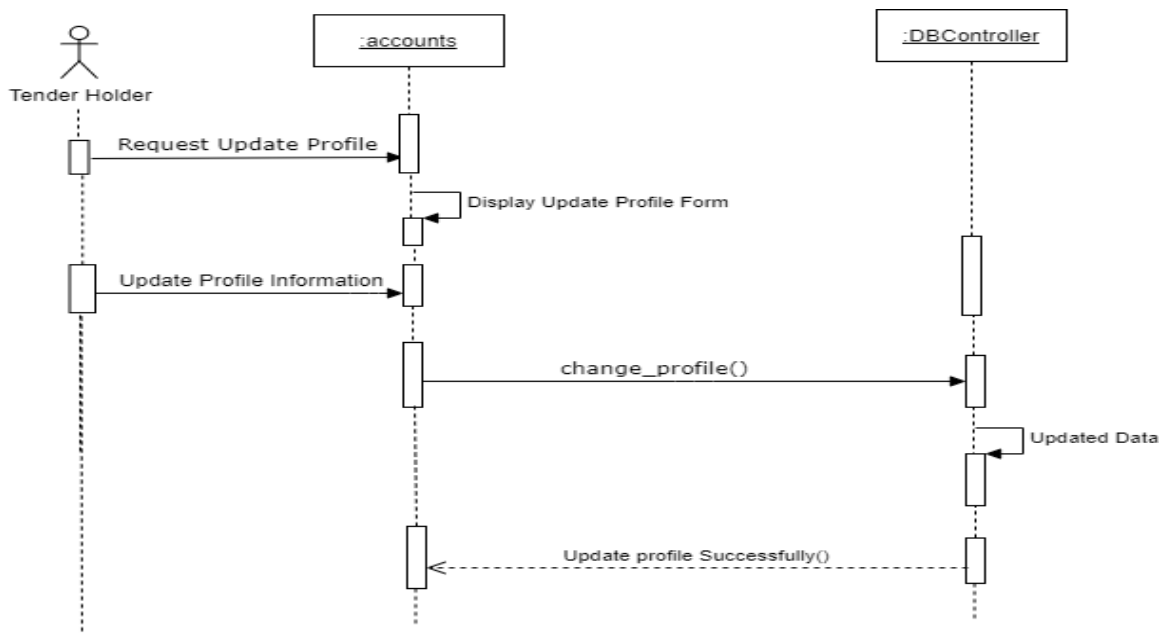 :accounts
:DBController
Tender Holder
Request Update Profile
Display Update Profile Form
Update Profile Information
change_profile()
Updated Data
Update profile Successfully()